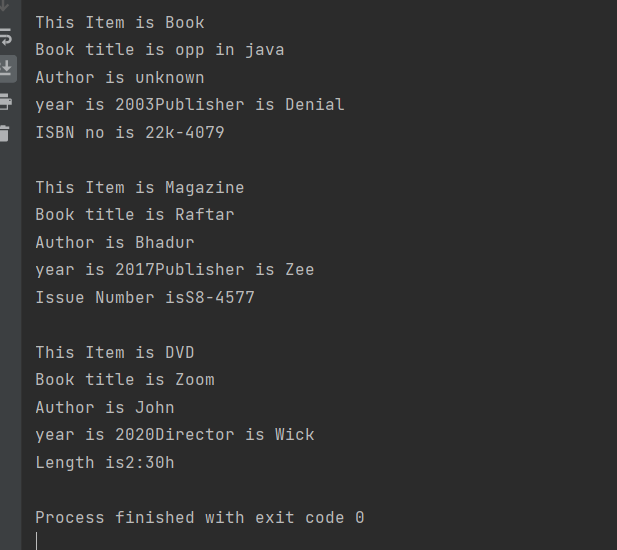 This Item is Book
Book title is opp in java
Author is unknown
year is 2003Publisher is Denial
ISBN no is 22k-4079
This Item is Magazine
Book title is Raftar
Author is Bhadur
year is 2017Publisher is Zee
Issue Number isS8-4577
This Item is DVD
Book title is Zoom
Author is John
year is 2020Director is Wick
Length is2:30h
Process finished with exit code 0